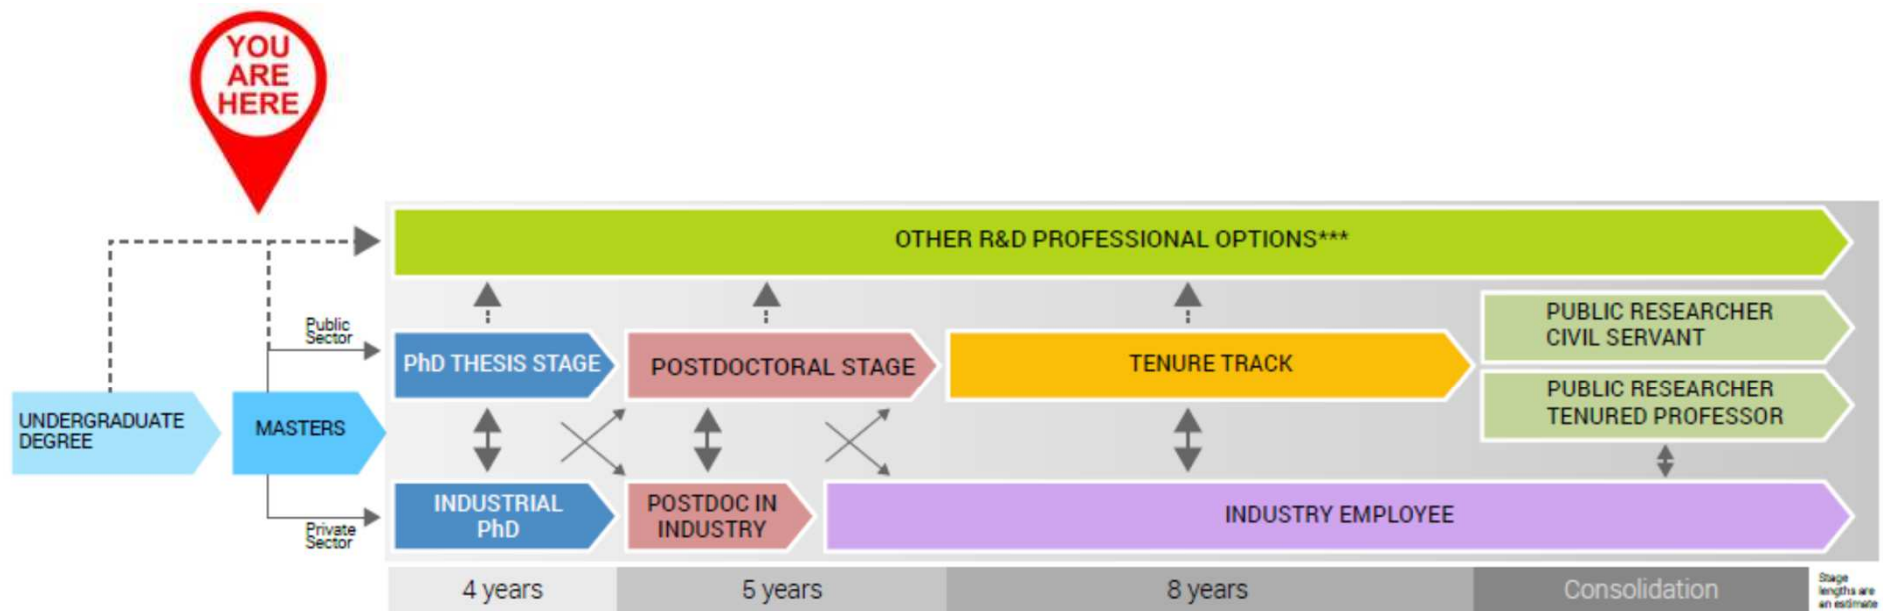 YOU
ARE
HERE
OTHER R&D PROFESSIONAL OPTIONS***
Public
Sector
PhD THESIS STAGE
POSTDOCTORAL STAGE
TENURE TRACK
PUBLIC RESEARCHER
CIVIL SERVANT
PUBLIC RESEARCHER
TENURED PROFESSOR
UNDERGRADUATE
DEGREE
MASTERS
INDUSTRIAL
PhD
POSTDOC IN
INDUSTRY
INDUSTRY EMPLOYEE
Private
Sector
4 years
5 years
8 years
Consolidation
Stage
lengths are
an estimate